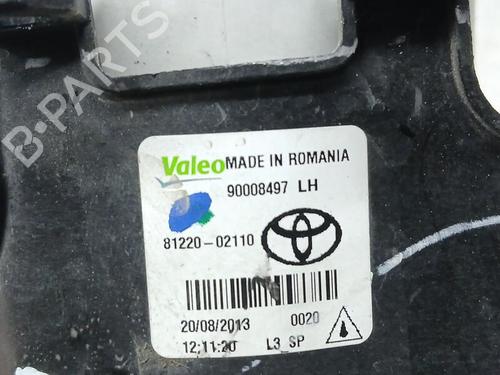 B-PARTS
Valeo MADE IN ROMANIA
90008497 LH
81220-02110
20/08/2013 0020
12:11:20 L3 SP